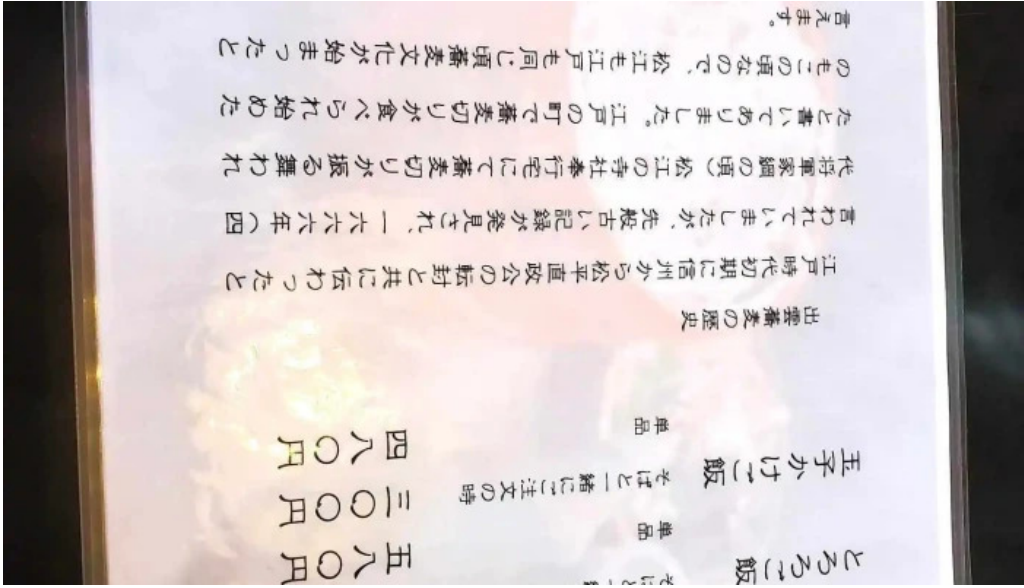 とろろご飯
そばと一緒
単品 五八〇円
玉子かけご飯
そばと一緒にご注文の時 三〇〇円
単品 四八〇円
出雲蕎麦の歴史
江戸時代初期に信州から松平直政公の転封と共に伝わったと
言われていましたが、先般古い記録が発見され、一六六六年(四
代将軍家綱の頃)松江の寺社奉行宅にて蕎麦切りが振る舞われ
たと書いてありました。江戸の町で蕎麦切りが食べられ始めた
のもこの頃なので、松江も江戸も同じ頃蕎麦文化が始まったと
言えます。